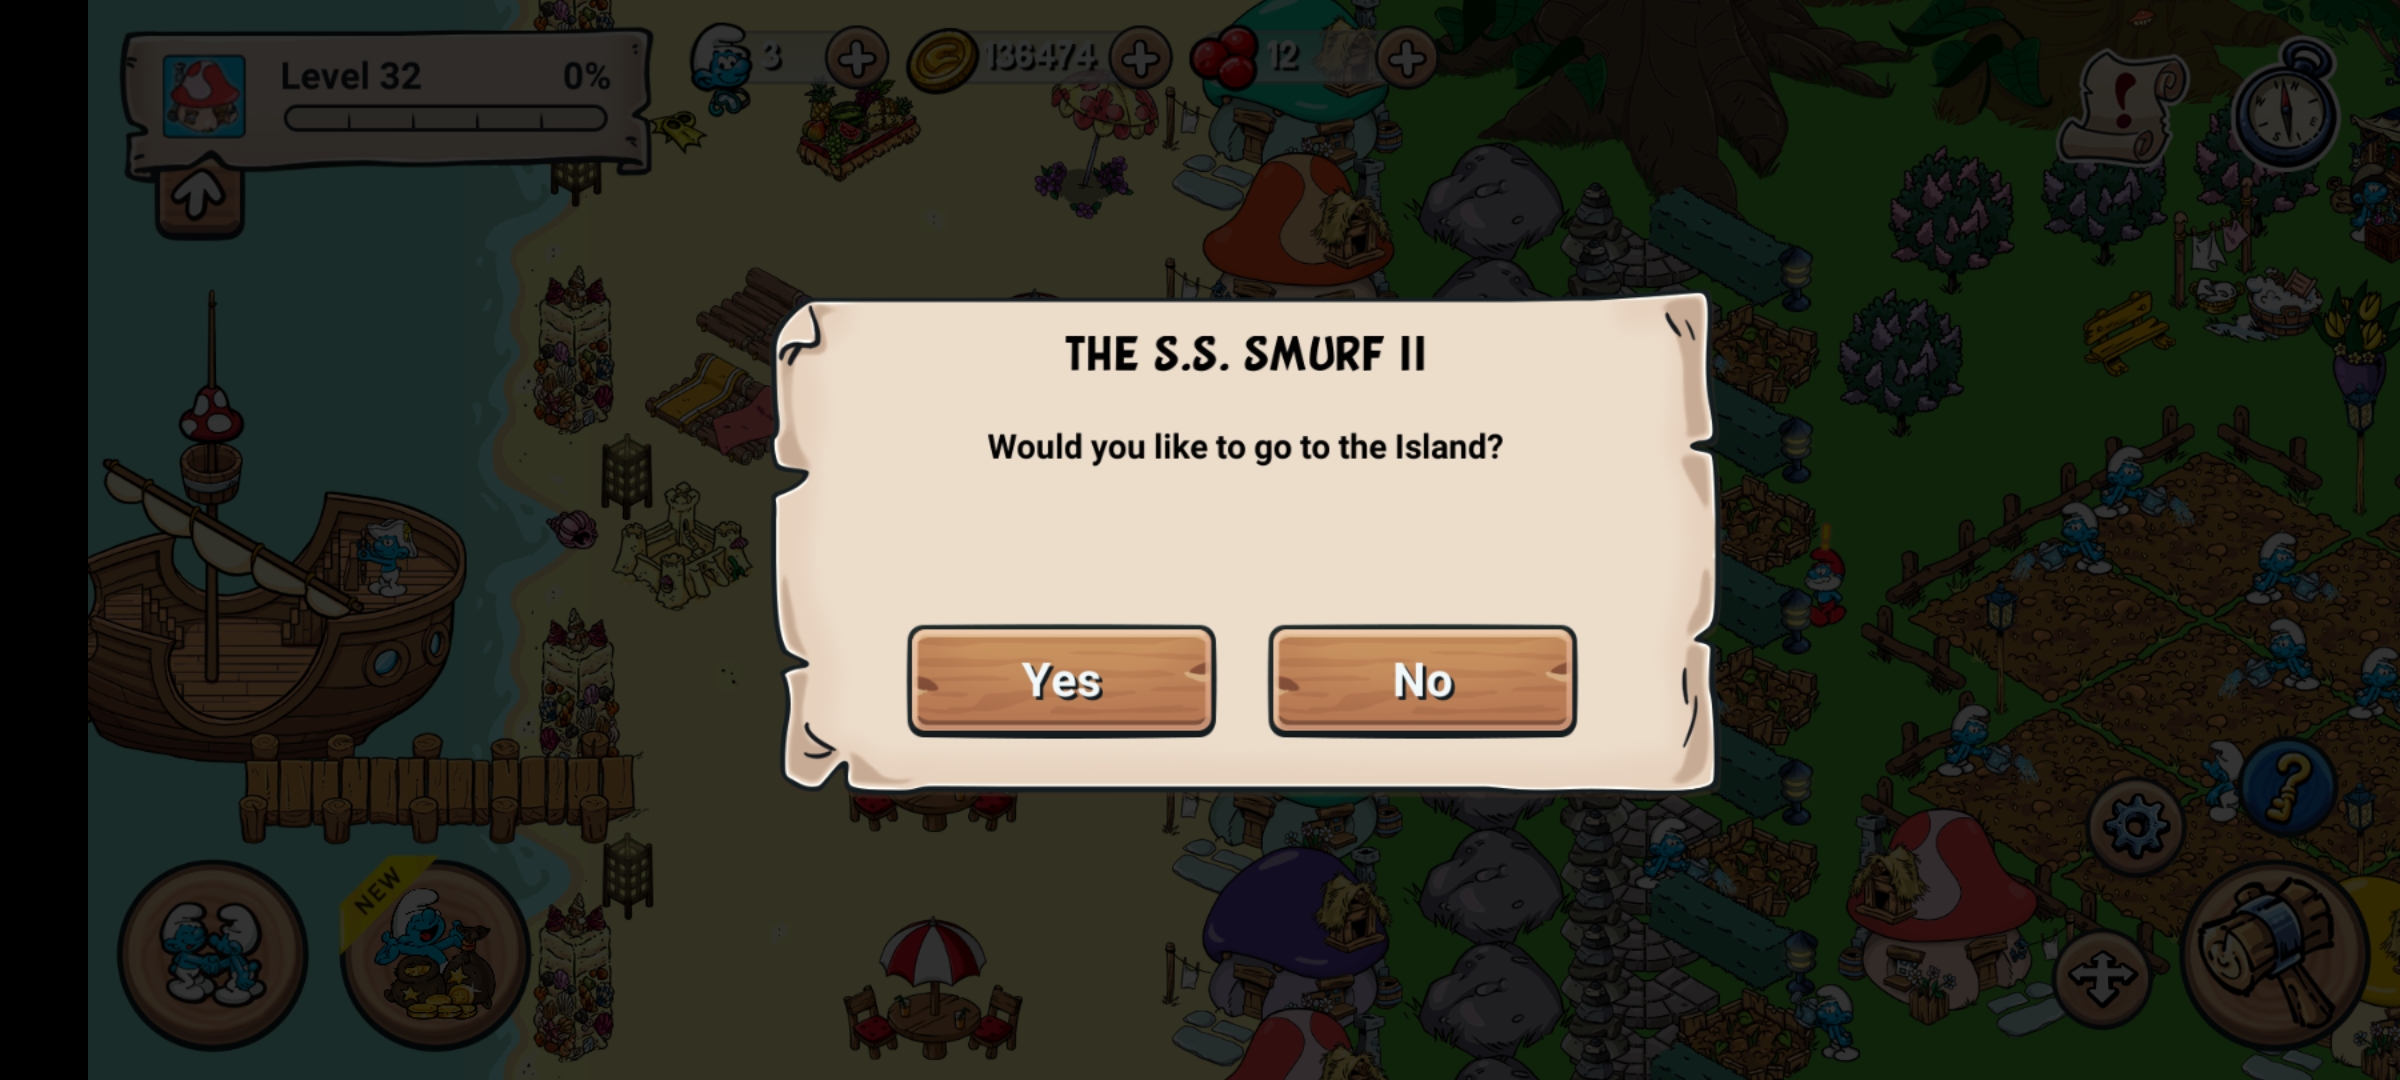 Level 32 0%
3
136474
12
THE S.S. SMURF II
Would you like to go to the Island?
Yes No
NEW